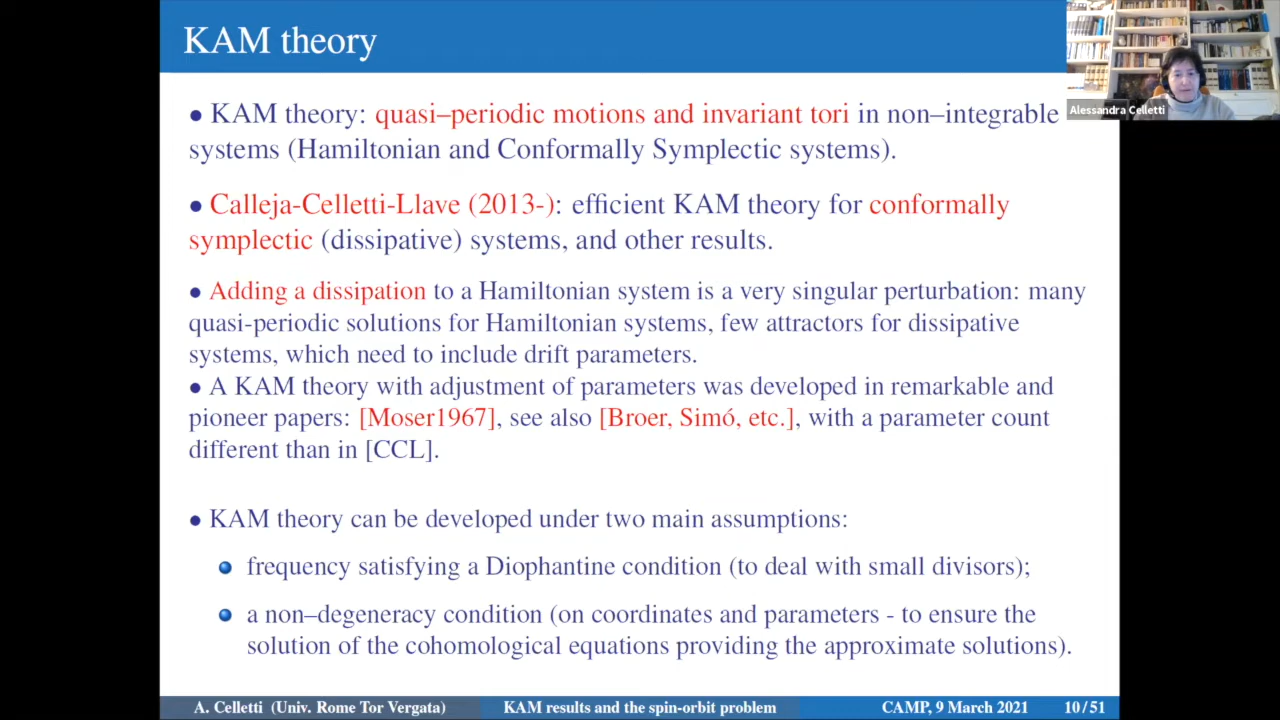 KAM theory
Alessandra Celletti
• KAM theory: quasi–periodic motions and invariant tori in non–integrable
systems (Hamiltonian and Conformally Symplectic systems).
• Calleja-Celletti-Llave (2013-): efficient KAM theory for conformally
symplectic (dissipative) systems, and other results.
• Adding a dissipation to a Hamiltonian system is a very singular perturbation: many
quasi-periodic solutions for Hamiltonian systems, few attractors for dissipative
systems, which need to include drift parameters.
• A KAM theory with adjustment of parameters was developed in remarkable and
pioneer papers: [Moser1967], see also [Broer, Simó, etc.], with a parameter count
different than in [CCL].
• KAM theory can be developed under two main assumptions:
frequency satisfying a Diophantine condition (to deal with small divisors);
a non–degeneracy condition (on coordinates and parameters - to ensure the
solution of the cohomological equations providing the approximate solutions).
A. Celletti (Univ. Rome Tor Vergata) KAM results and the spin-orbit problem CAMP, 9 March 2021 10 / 51